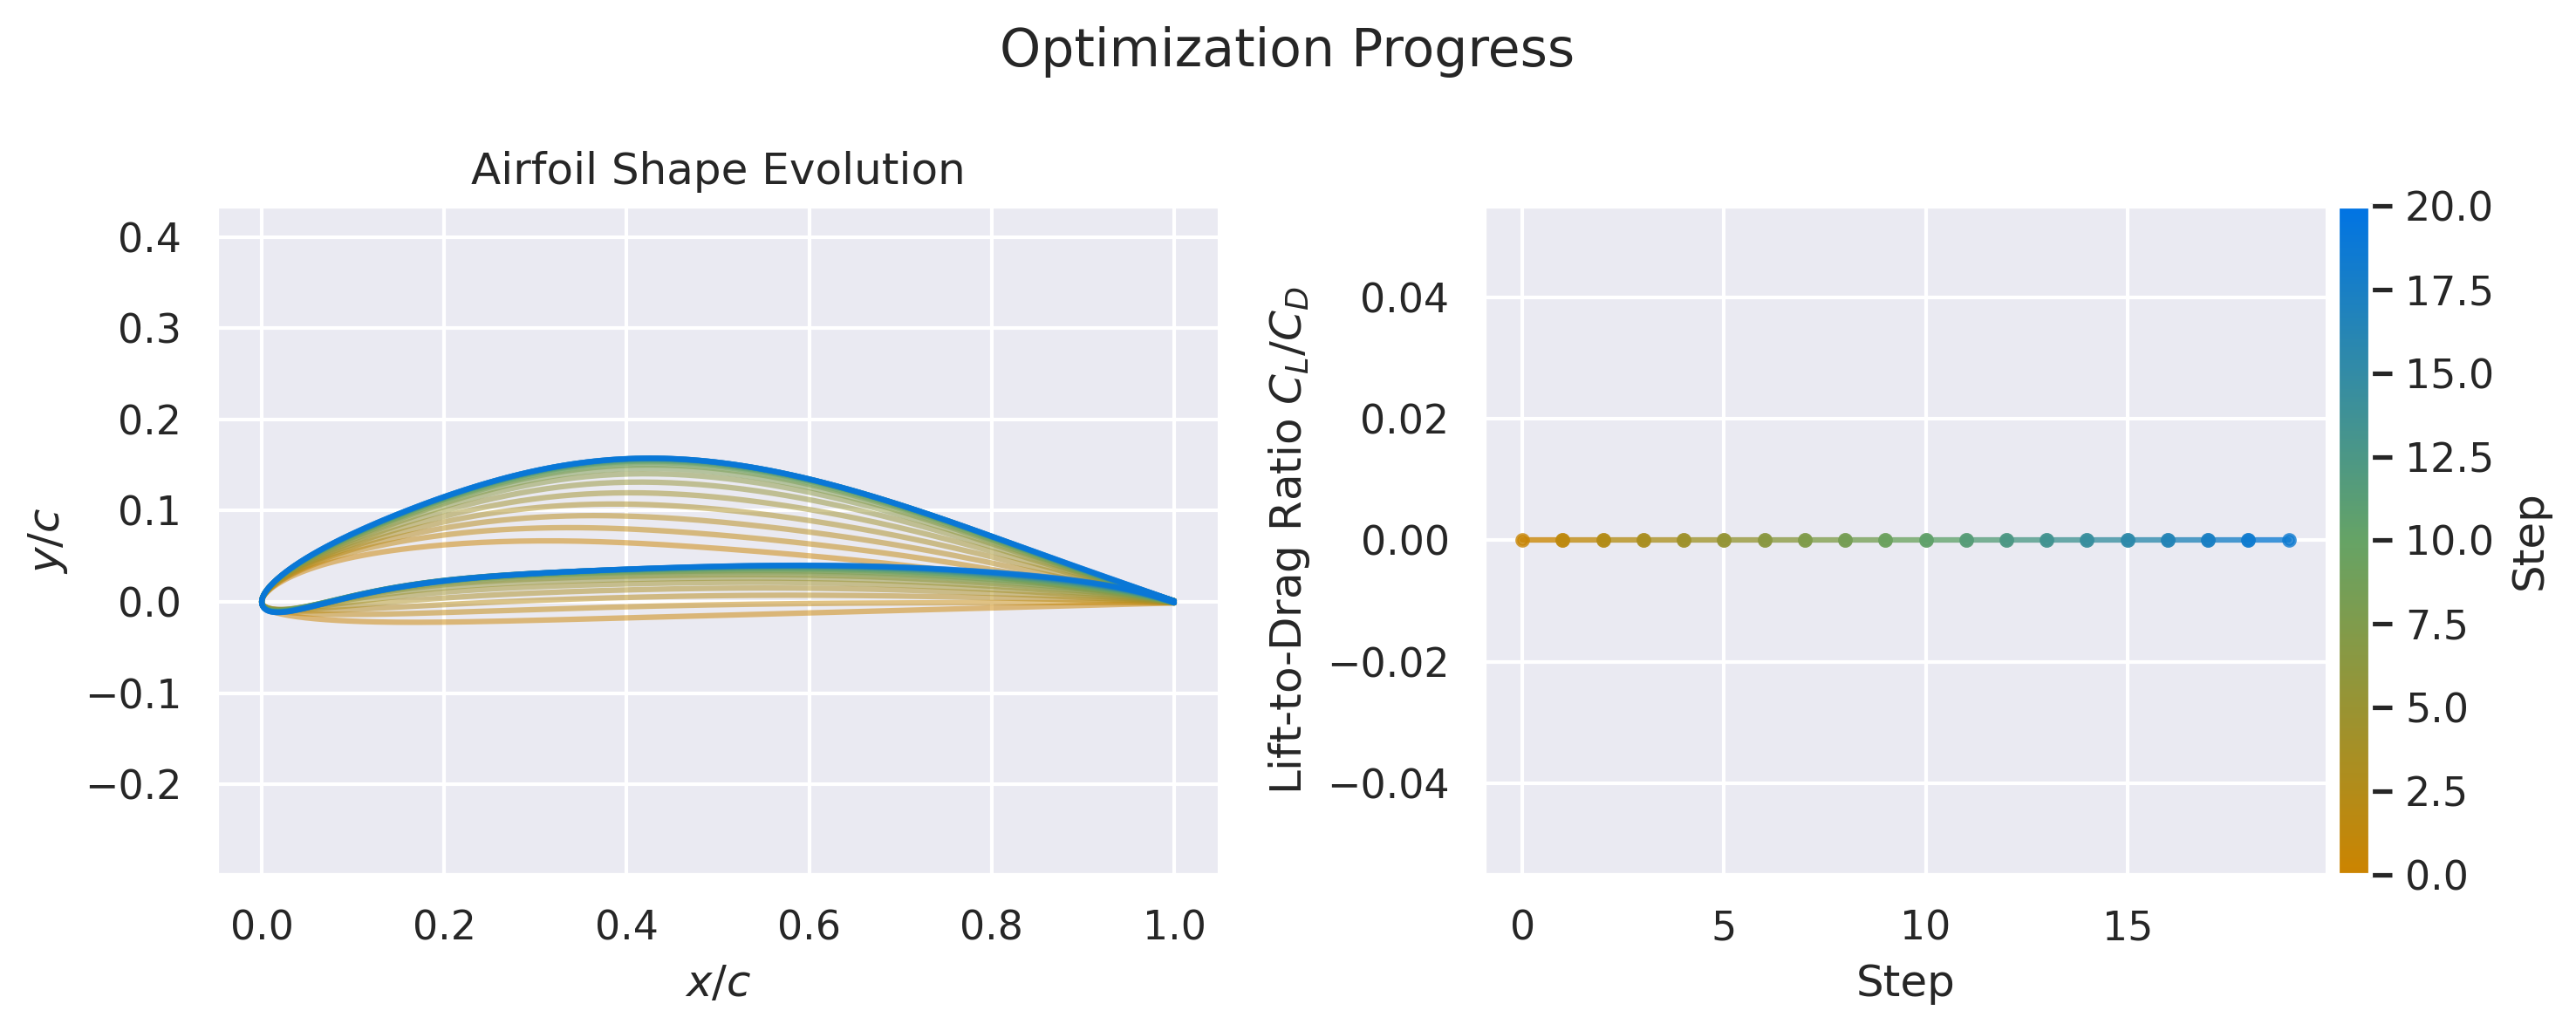 Optimization Progress
Airfoil Shape Evolution
0.4
0.3
0.2
0.1
0.0
−0.1
−0.2
y/c
0.0 0.2 0.4 0.6 0.8 1.0
x/c
Lift-to-Drag Ratio C_L/C_D
0.04
0.02
0.00
−0.02
−0.04
0 5 10 15
Step
20.0
17.5
15.0
12.5
10.0
7.5
5.0
2.5
0.0
Step